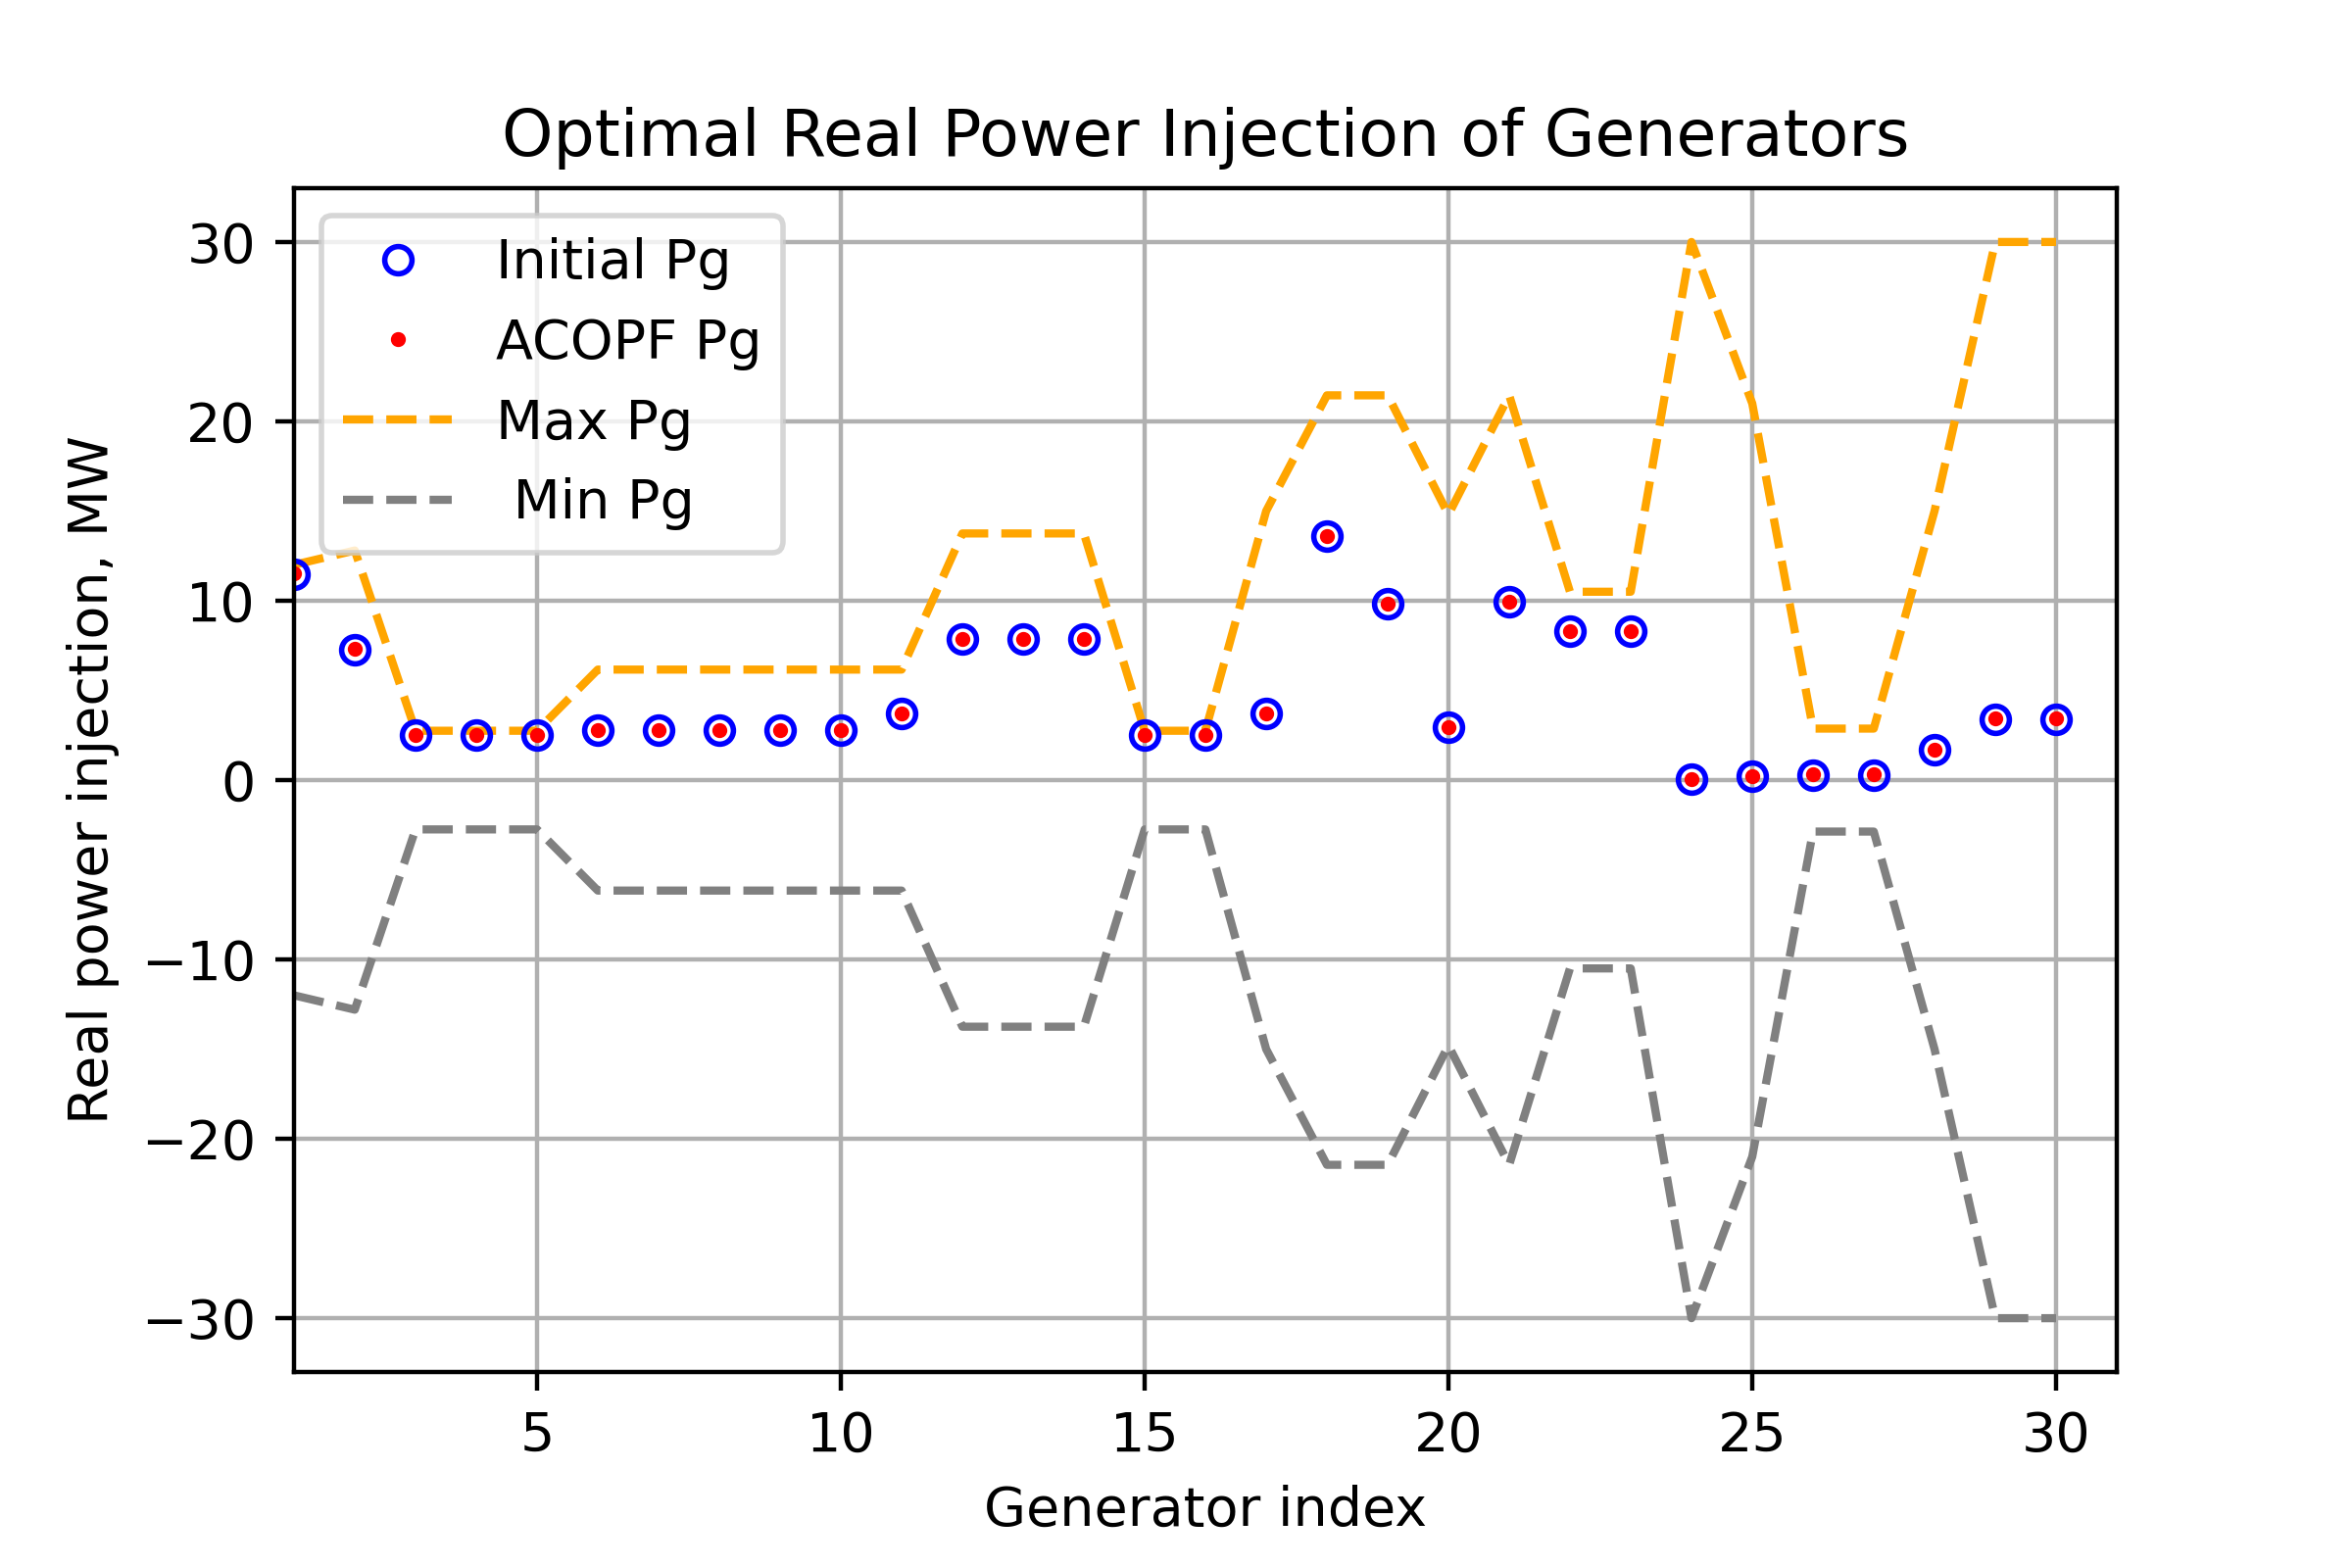 Optimal Real Power Injection of Generators
Real power injection, MW
30
20
10
0
−10
−20
−30
Initial Pg
ACOPF Pg
Max Pg
Min Pg
5 10 15 20 25 30
Generator index